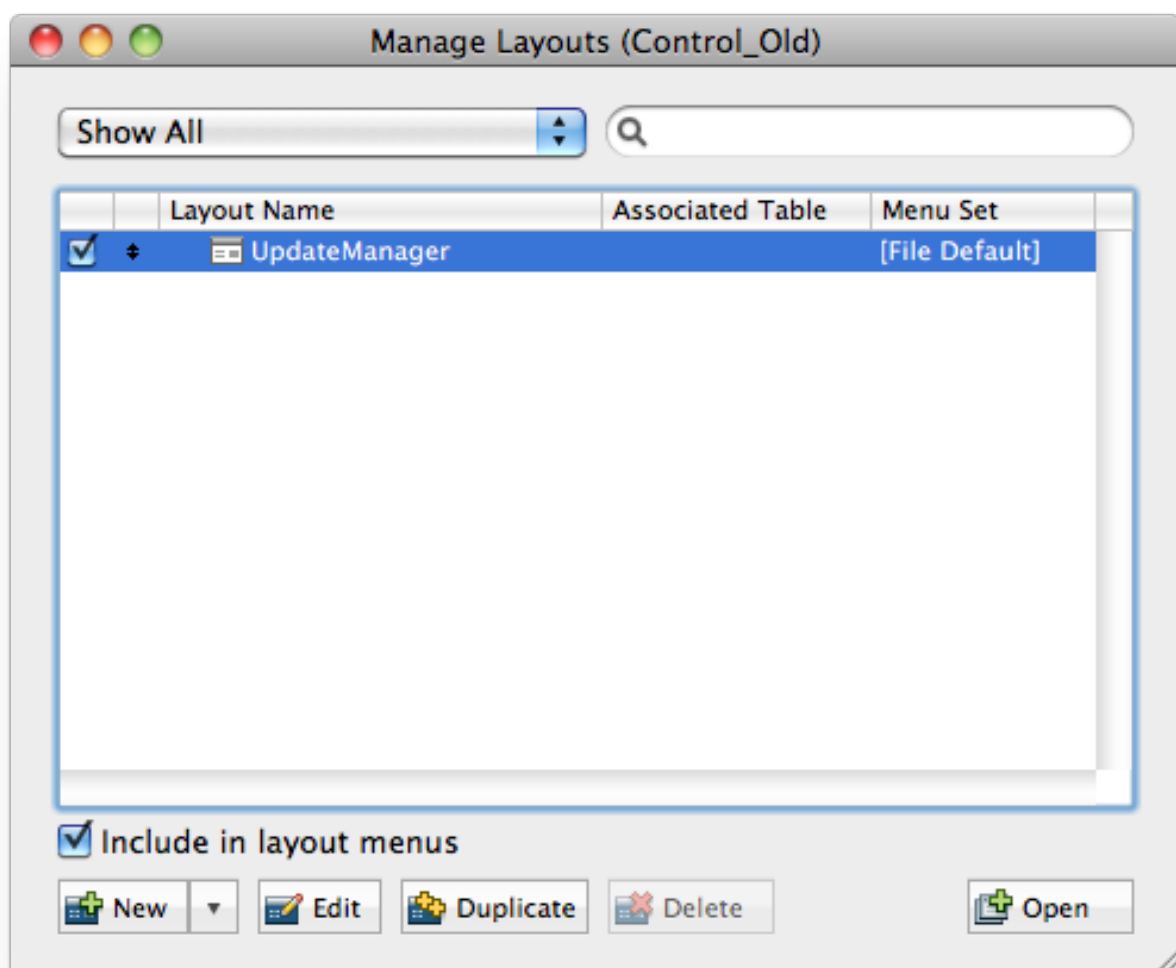 Manage Layouts (Control_Old)
Show All
Layout Name Associated Table Menu Set
UpdateManager [File Default]
Include in layout menus
New Edit Duplicate Delete Open